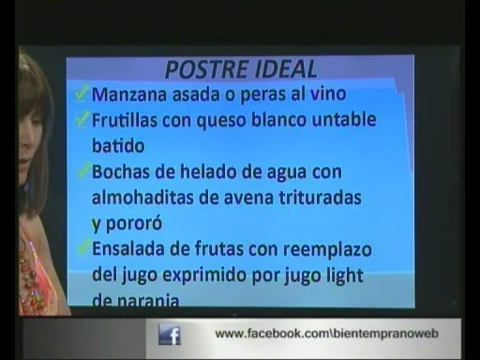 POSTRE IDEAL
Manzana asada o peras al vino
Frutillas con queso blanco untable
batido
Bochas de helado de agua con
almohaditas de avena trituradas
y pororó
Ensalada de frutas con reemplazo
del jugo exprimido por jugo light
de naranja
f
www.facebook.com\bientempranoweb